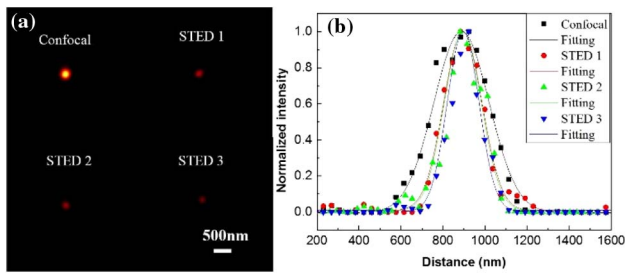 (a)
Confocal
STED 1
STED 2
STED 3
500nm
(b)
Normalized intensity
1.0
0.8
0.6
0.4
0.2
0.0
Confocal
Fitting
STED 1
Fitting
STED 2
Fitting
STED 3
Fitting
200 400 600 800 1000 1200 1400 1600
Distance (nm)